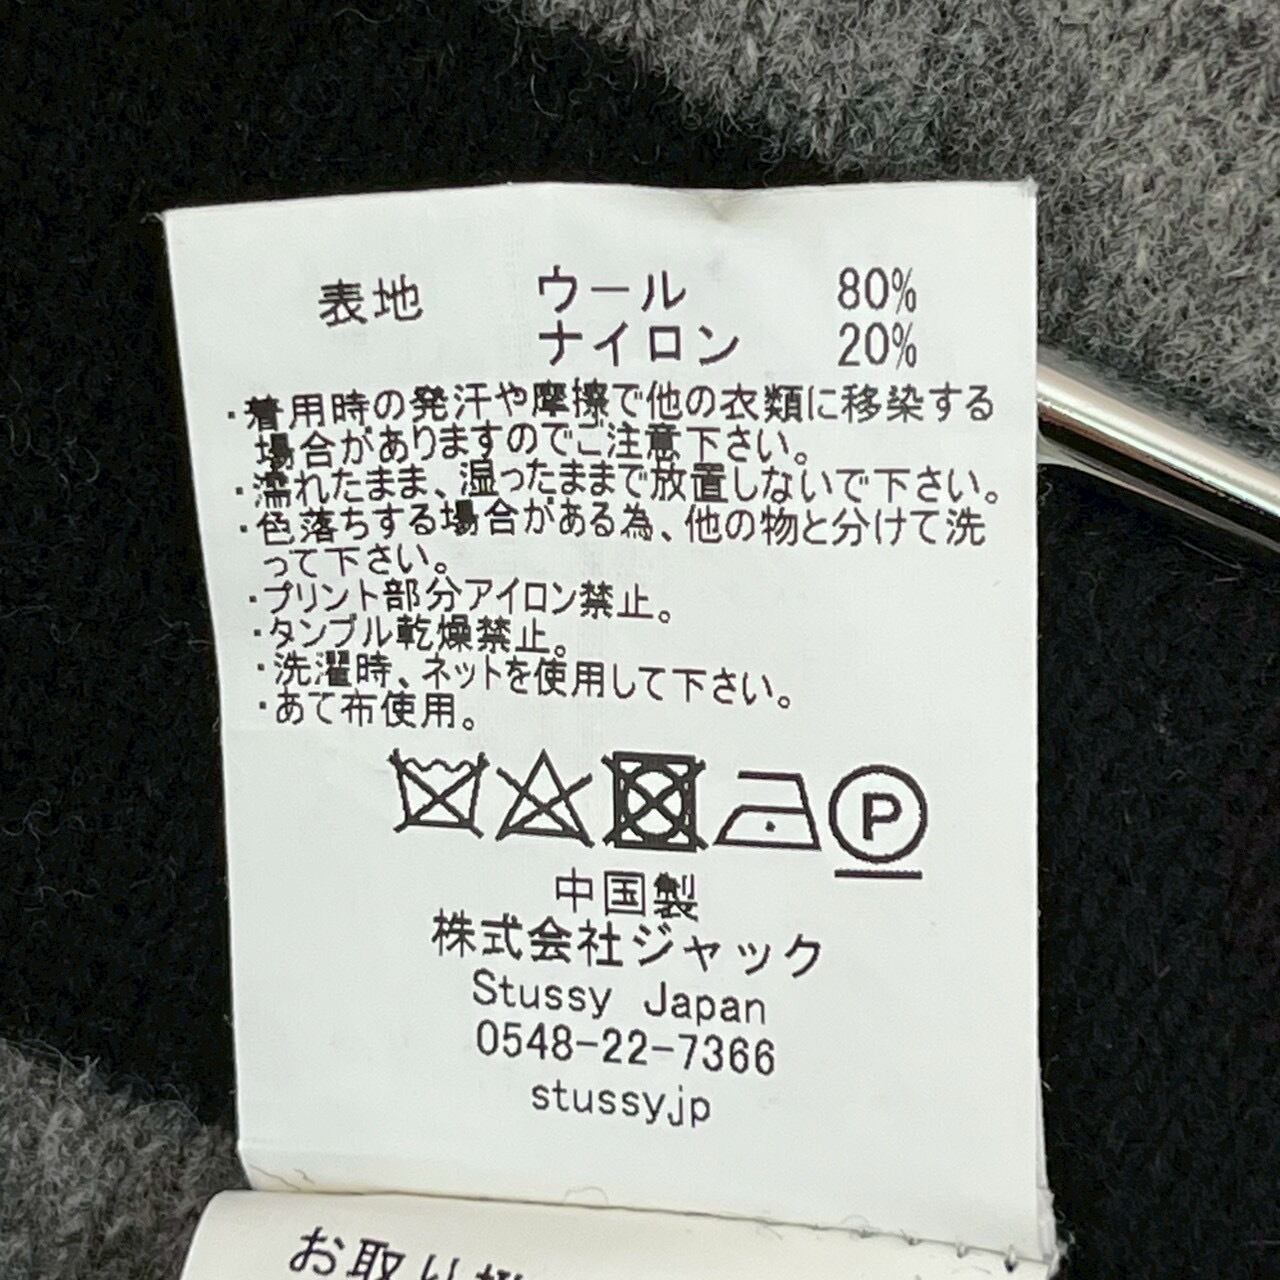 表地 ウール 80%
ナイロン 20%
・着用時の発汗や摩擦で他の衣類に移染する
場合がありますのでご注意下さい。
・濡れたまま、湿ったままで放置しないで下さい。
・色落ちする場合がある為、他の物と分けて洗
って下さい。
・プリント部分アイロン禁止。
・タンブル乾燥禁止。
・洗濯時、ネットを使用して下さい。
・あて布使用。
P
中国製
株式会社ジャック
Stussy Japan
0548-22-7366
stussy.jp
お取り